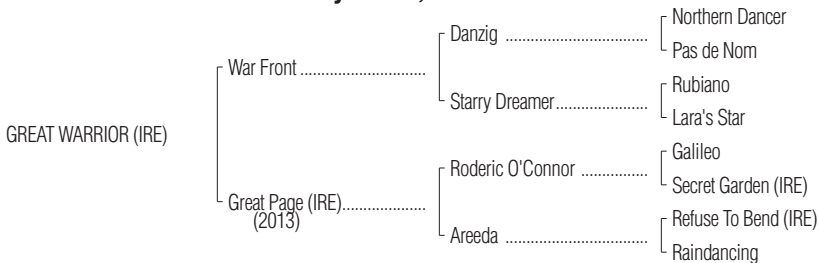 Northern Dancer
Danzig ........................................
Pas de Nom
War Front ...............................
Rubiano
Starry Dreamer.........................
Lara's Star
GREAT WARRIOR (IRE)
Galileo
Roderic O'Connor ..................
Secret Garden (IRE)
Great Page (IRE).....................
(2013)
Refuse To Bend (IRE)
Areeda ........................................
Raindancing